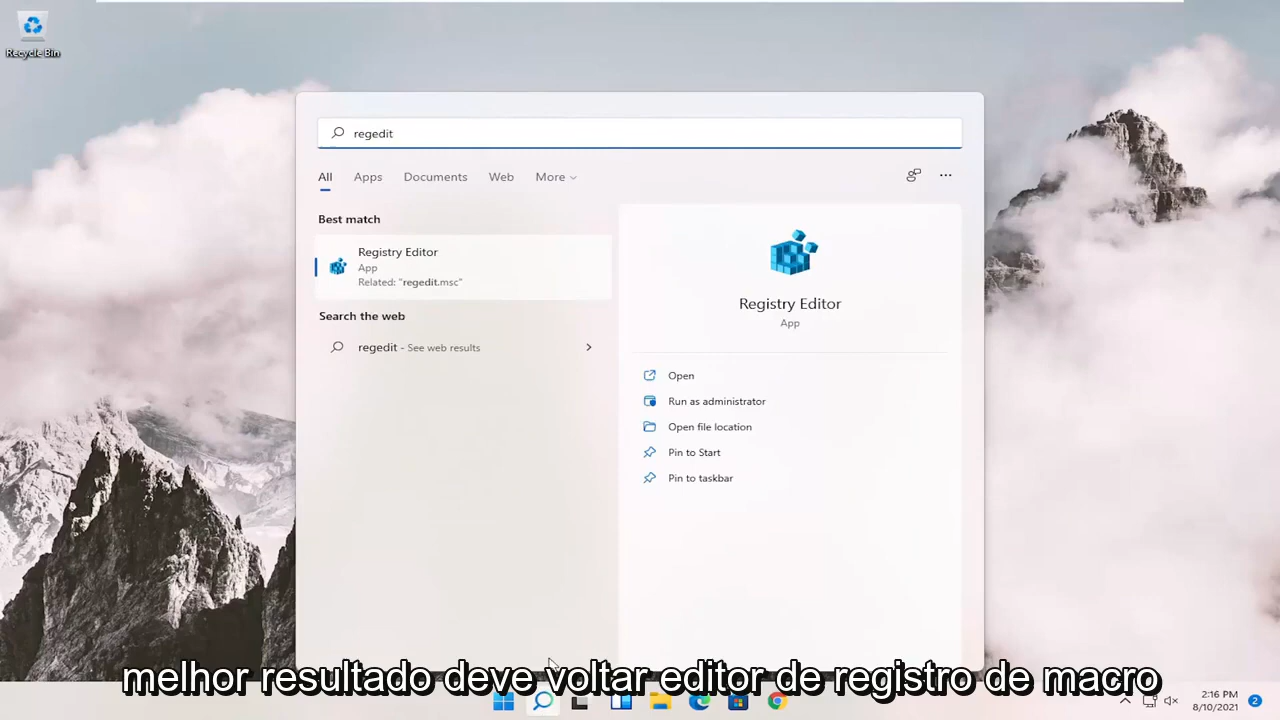 Recycle Bin
regedit
All Apps Documents Web More
Best match
Registry Editor
App
Related: "regedit.msc"
Search the web
regedit - See web results
Registry Editor
App
Open
Run as administrator
Open file location
Pin to Start
Pin to taskbar
melhor resultado deve voltar editor de registro de macro
2:16 PM
8/10/2021
2